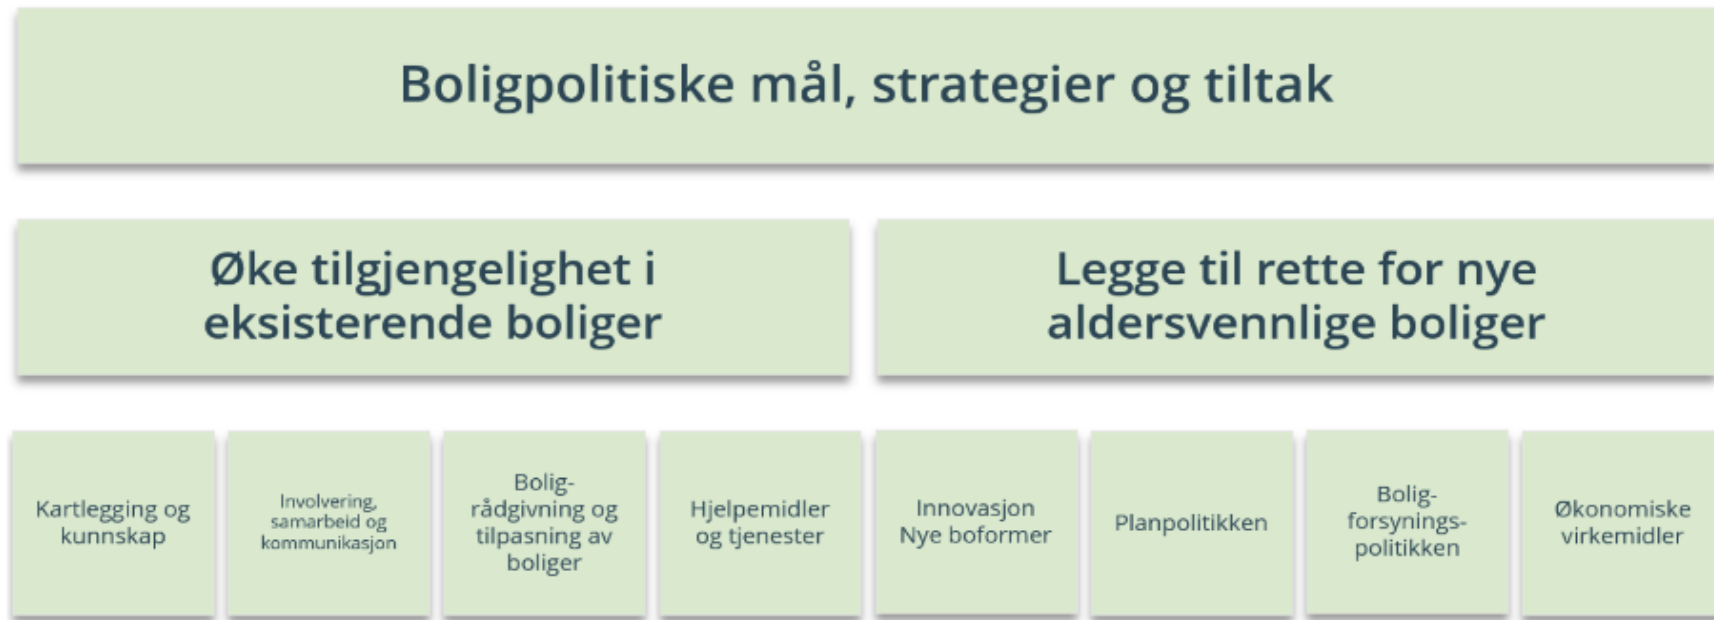 Boligpolitiske mål, strategier og tiltak
Øke tilgjengelighet i
eksisterende boliger
Legge til rette for nye
aldersvennlige boliger
Kartlegging og
kunnskap
Involvering,
samarbeid og
kommunikasjon
Bolig-
rådgivning og
tilpasning av
boliger
Hjelpemidler
og tjenester
Innovasjon
Nye boformer
Planpolitikken
Bolig-
forsynings-
politikken
Økonomiske
virkemidler